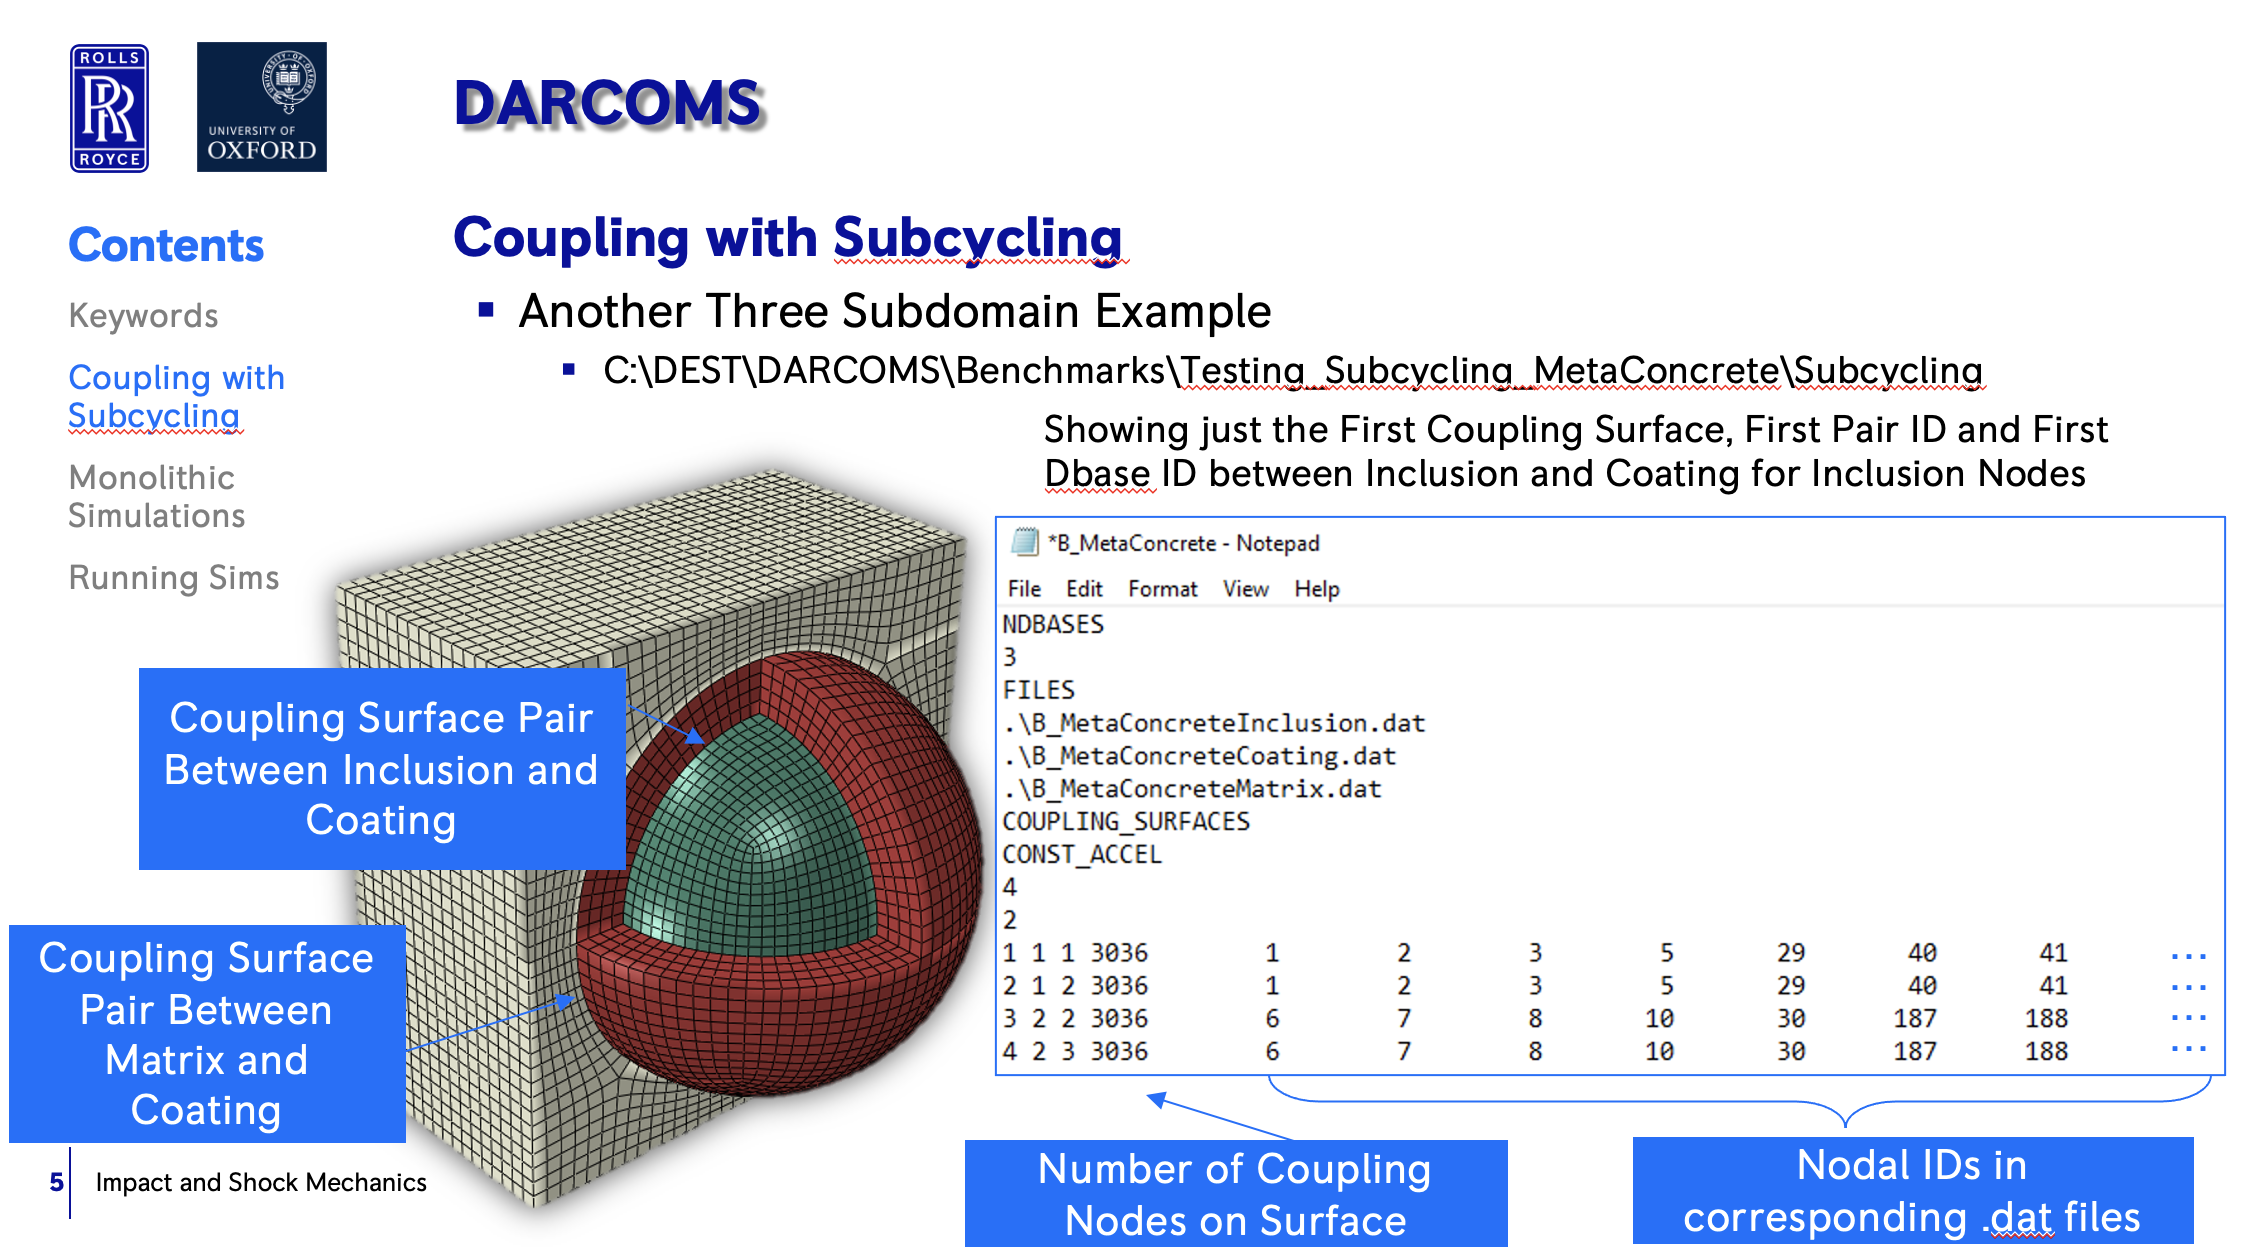 ROLLS
RR
ROYCE
UNIVERSITY OF
OXFORD
DARCOMS
Contents
Keywords
Coupling with
Subcycling
Monolithic
Simulations
Running Sims
Coupling with Subcycling
Another Three Subdomain Example
C:\DEST\DARCOMS\Benchmarks\Testing_Subcycling_MetaConcrete\Subcycling
Showing just the First Coupling Surface, First Pair ID and First
Dbase ID between Inclusion and Coating for Inclusion Nodes
*B_MetaConcrete - Notepad
File Edit Format View Help
NDBASES
3
FILES
.\B_MetaConcreteInclusion.dat
.\B_MetaConcreteCoating.dat
.\B_MetaConcreteMatrix.dat
COUPLING_SURFACES
CONST_ACCEL
4
2
1 1 1 3036 1 2 3 5 29 40 41 ...
2 1 2 3036 1 2 3 5 29 40 41 ...
3 2 2 3036 6 7 8 10 30 187 188 ...
4 2 3 3036 6 7 8 10 30 187 188 ...
Coupling Surface Pair
Between Inclusion and
Coating
Coupling Surface
Pair Between
Matrix and
Coating
Number of Coupling
Nodes on Surface
Nodal IDs in
corresponding .dat files
5
Impact and Shock Mechanics